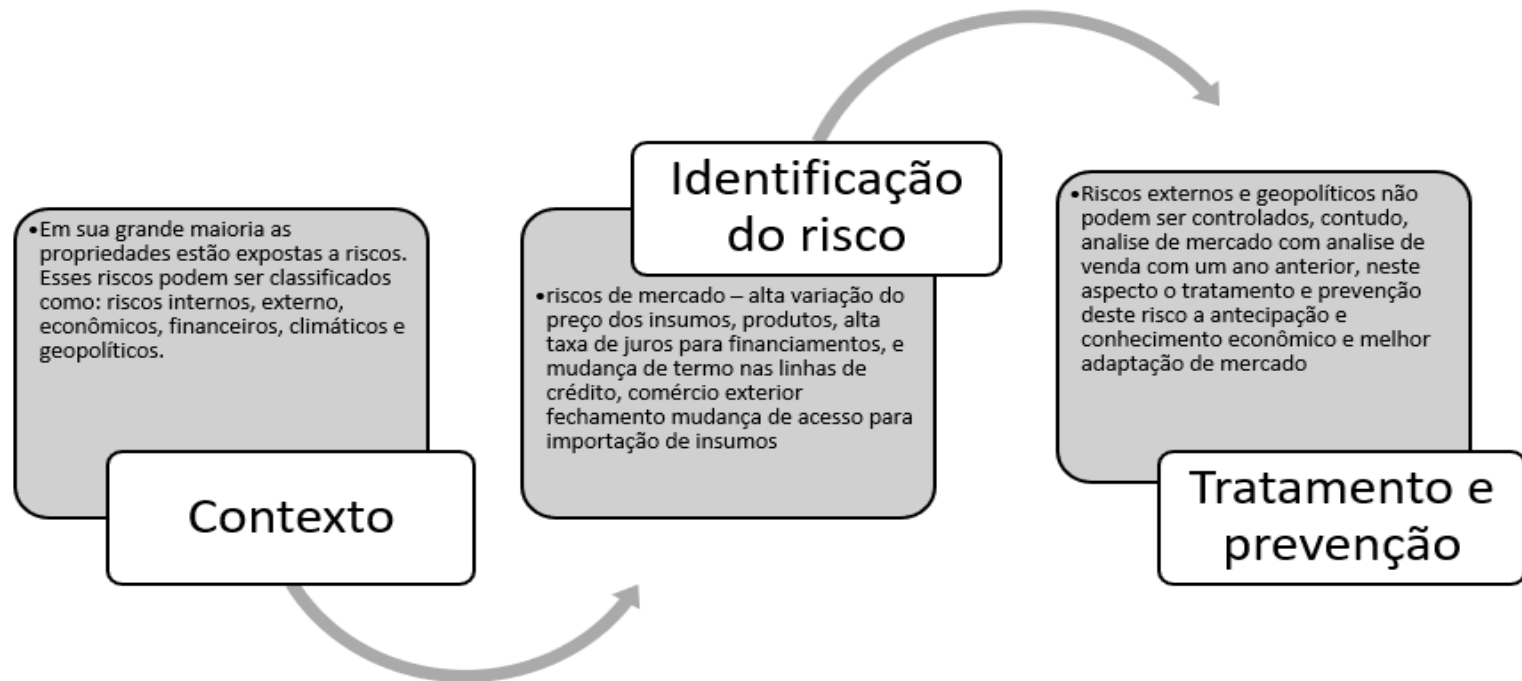 •Em sua grande maioria as
propriedades estão expostas a riscos.
Esses riscos podem ser classificados
como: riscos internos, externo,
econômicos, financeiros, climáticos e
geopolíticos.
Contexto
Identificação
do risco
•riscos de mercado – alta variação do
preço dos insumos, produtos, alta
taxa de juros para financiamentos, e
mudança de termo nas linhas de
crédito, comércio exterior
fechamento mudança de acesso para
importação de insumos
•Riscos externos e geopolíticos não
podem ser controlados, contudo,
analise de mercado com analise de
venda com um ano anterior, neste
aspecto o tratamento e prevenção
deste risco a antecipação e
conhecimento econômico e melhor
adaptação de mercado
Tratamento e
prevenção